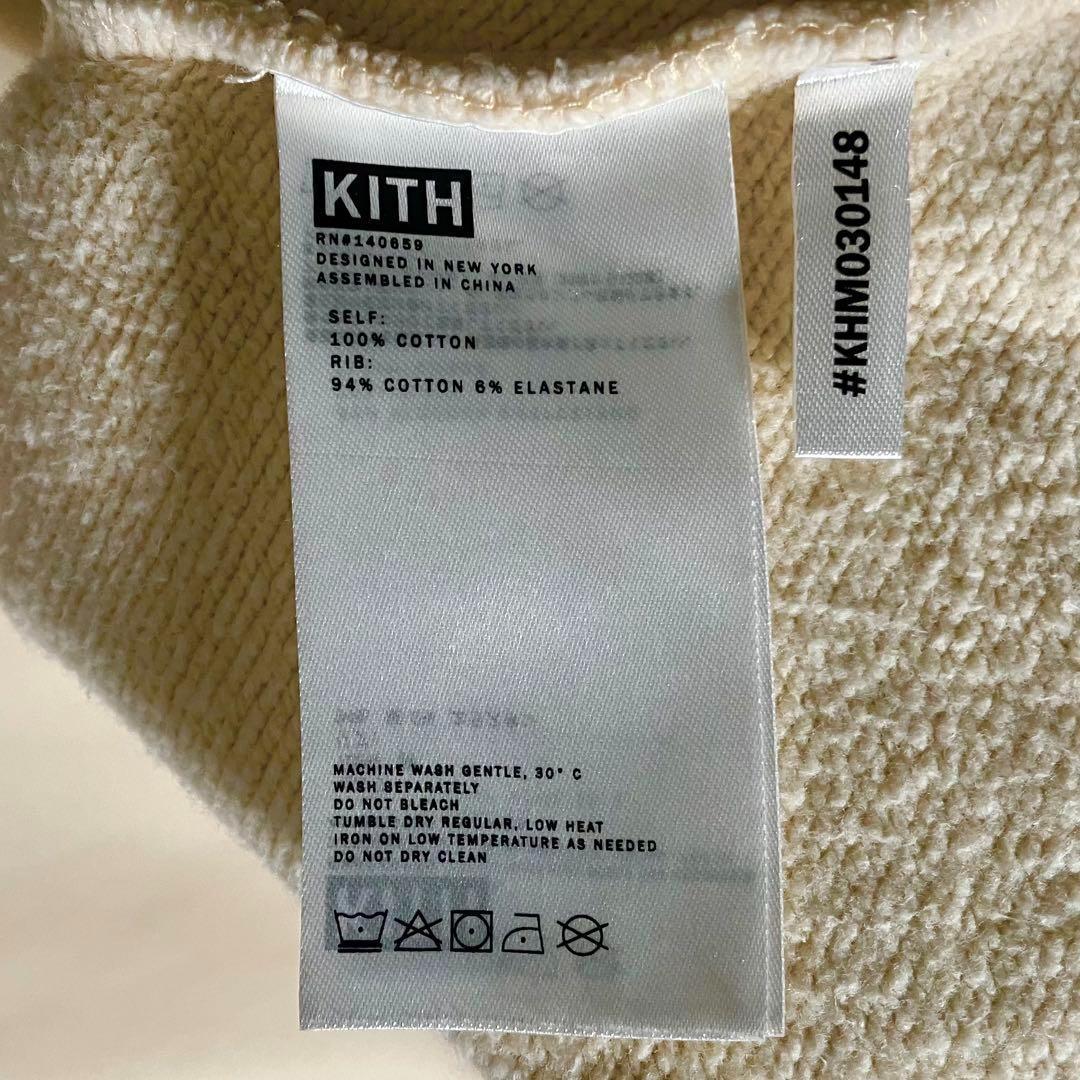 KITH
RN#140659
DESIGNED IN NEW YORK
ASSEMBLED IN CHINA
SELF:
100% COTTON
RIB:
94% COTTON 6% ELASTANE
MACHINE WASH GENTLE, 30° C
WASH SEPARATELY
DO NOT BLEACH
TUMBLE DRY REGULAR, LOW HEAT
IRON ON LOW TEMPERATURE AS NEEDED
DO NOT DRY CLEAN
#KHM030148